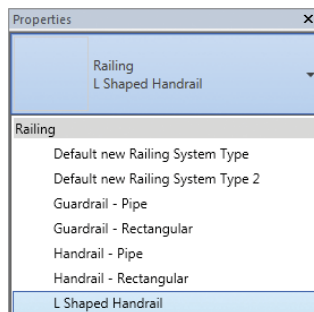 Properties
Railing
L Shaped Handrail
Railing
Default new Railing System Type
Default new Railing System Type 2
Guardrail - Pipe
Guardrail - Rectangular
Handrail - Pipe
Handrail - Rectangular
L Shaped Handrail